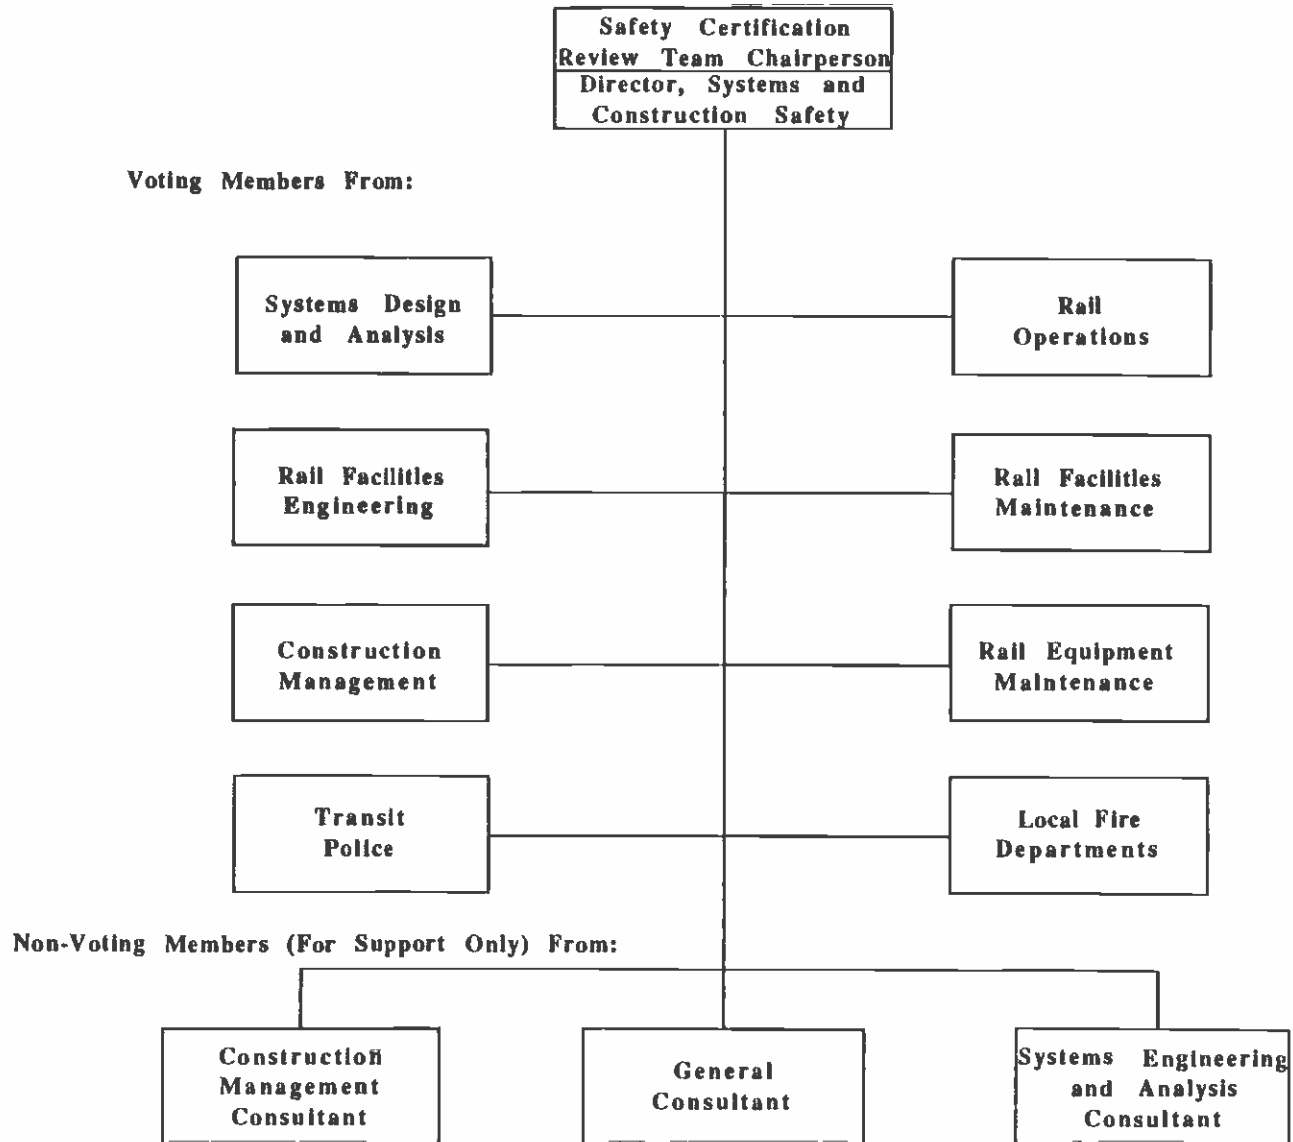 Safety Certification
Review Team Chairperson
Director, Systems and
Construction Safety
Voting Members From:
Systems Design
and Analysis
Rail
Operations
Rail Facilities
Engineering
Rail Facilities
Maintenance
Construction
Management
Rail Equipment
Maintenance
Transit
Police
Local Fire
Departments
Non-Voting Members (For Support Only) From:
Construction
Management
Consultant
General
Consultant
Systems Engineering
and Analysis
Consultant